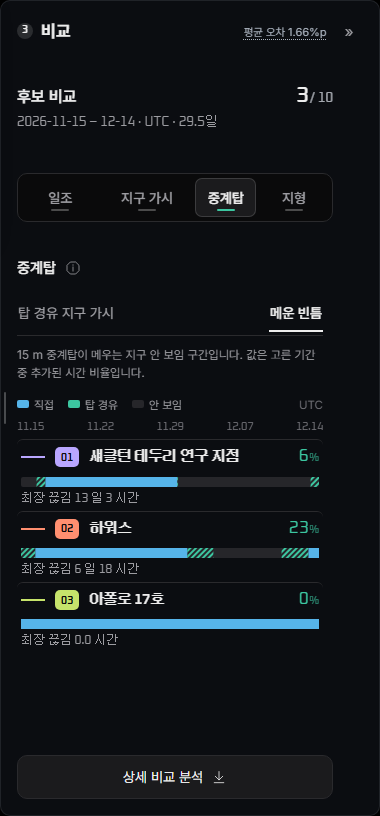 3 비교
평균 오차 1.66%p »
후보 비교
3 / 10
2026-11-15 – 12-14 · UTC · 29.5일
일조 지구 가시 중계탑 지형
중계탑
탑 경유 지구 가시 메운 빈틈
15 m 중계탑이 메우는 지구 안 보임 구간입니다. 값은 고른 기간
중 추가된 시간 비율입니다.
직접 탑 경유 안 보임 UTC
11.15 11.22 11.29 12.07 12.14
01 섀클턴 테두리 연구 지점 6%
최장 끊김 13 일 3 시간
02 하워스 23%
최장 끊김 6 일 18 시간
03 아폴로 17호 0%
최장 끊김 0.0 시간
상세 비교 분석